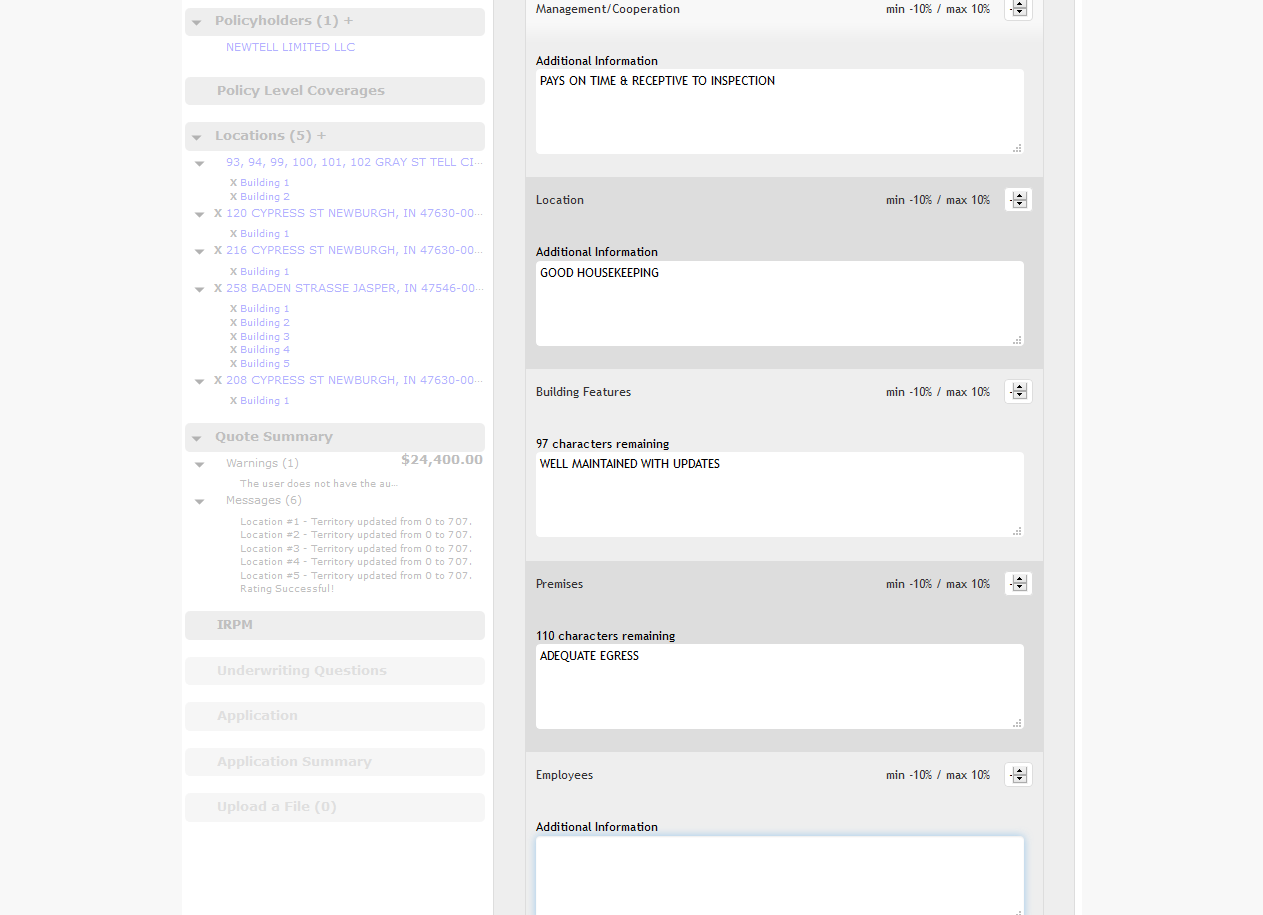 Policyholders (1) +
NEWTELL LIMITED LLC
Policy Level Coverages
Locations (5) +
93, 94, 99, 100, 101, 102 GRAY ST TELL CI...
X Building 1
X Building 2
X 120 CYPRESS ST NEWBURGH, IN 47630-00...
X Building 1
X 216 CYPRESS ST NEWBURGH, IN 47630-00...
X Building 1
X 258 BADEN STRASSE JASPER, IN 47546-00...
X Building 1
X Building 2
X Building 3
X Building 4
X Building 5
X 208 CYPRESS ST NEWBURGH, IN 47630-00...
X Building 1
Quote Summary
Warnings (1) $24,400.00
The user does not have the au...
Messages (6)
Location #1 - Territory updated from 0 to 707.
Location #2 - Territory updated from 0 to 707.
Location #3 - Territory updated from 0 to 707.
Location #4 - Territory updated from 0 to 707.
Location #5 - Territory updated from 0 to 707.
Rating Successful!
IRPM
Underwriting Questions
Application
Application Summary
Upload a File (0)
Management/Cooperation min -10% / max 10% -
Additional Information
PAYS ON TIME & RECEPTIVE TO INSPECTION
Location min -10% / max 10% -
Additional Information
GOOD HOUSEKEEPING
Building Features min -10% / max 10% -
97 characters remaining
WELL MAINTAINED WITH UPDATES
Premises min -10% / max 10% -
110 characters remaining
ADEQUATE EGRESS
Employees min -10% / max 10% -
Additional Information